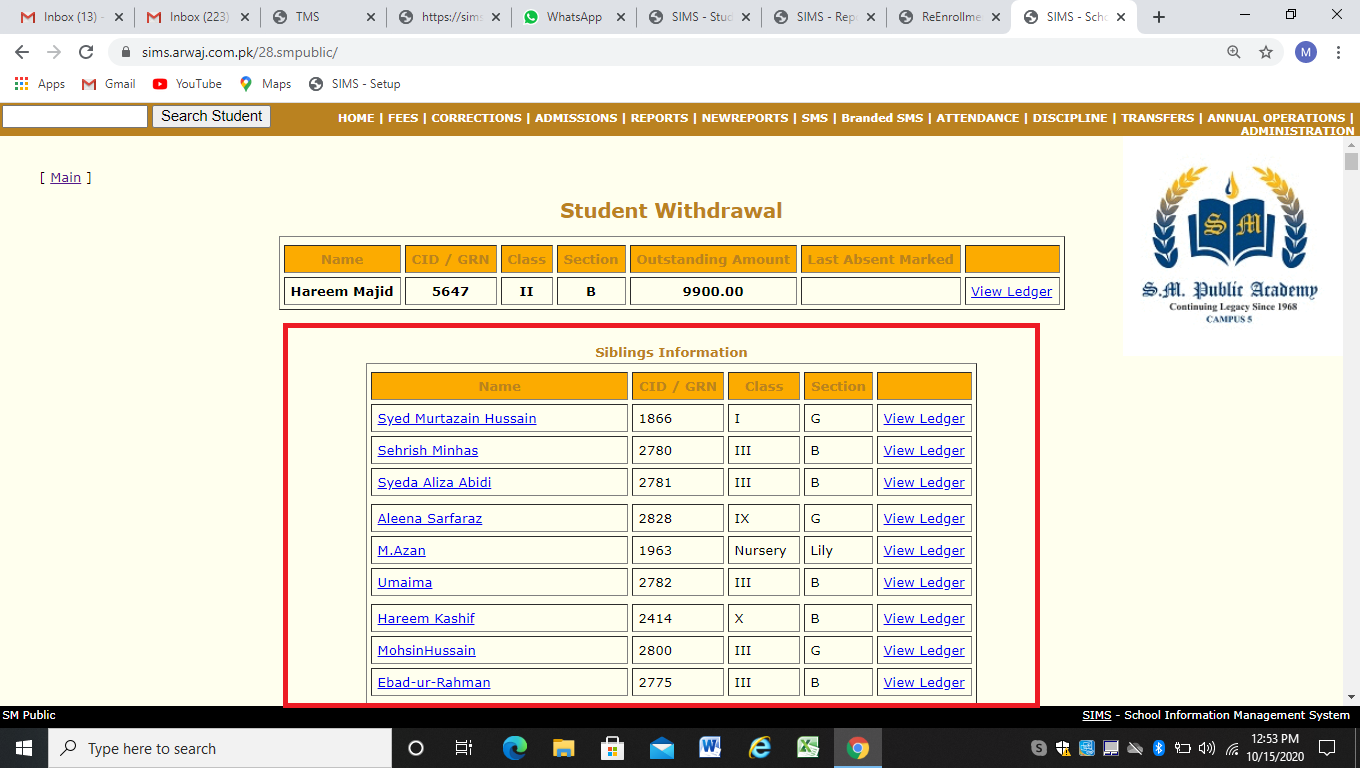 Inbox (13) -
Inbox (223)
TMS
https://sims
WhatsApp
SIMS - Stud
SIMS - Rep
ReEnrollme
SIMS - Scho
sims.arwaj.com.pk/28.smpublic/
M
Apps
Gmail
YouTube
Maps
SIMS - Setup
Search Student
HOME | FEES | CORRECTIONS | ADMISSIONS | REPORTS | NEWREPORTS | SMS | Branded SMS | ATTENDANCE | DISCIPLINE | TRANSFERS | ANNUAL OPERATIONS |
ADMINISTRATION
[ Main ]
S M
S.M. Public Academy
Continuing Legacy Since 1968
CAMPUS 5
Student Withdrawal
Name CID / GRN Class Section Outstanding Amount Last Absent Marked
Hareem Majid 5647 II B 9900.00 View Ledger
Siblings Information
Name CID / GRN Class Section
Syed Murtazain Hussain 1866 I G View Ledger
Sehrish Minhas 2780 III B View Ledger
Syeda Aliza Abidi 2781 III B View Ledger
Aleena Sarfaraz 2828 IX G View Ledger
M.Azan 1963 Nursery Lily View Ledger
Umaima 2782 III B View Ledger
Hareem Kashif 2414 X B View Ledger
MohsinHussain 2800 III G View Ledger
Ebad-ur-Rahman 2775 III B View Ledger
SM Public
SIMS - School Information Management System
Type here to search
12:53 PM
10/15/2020